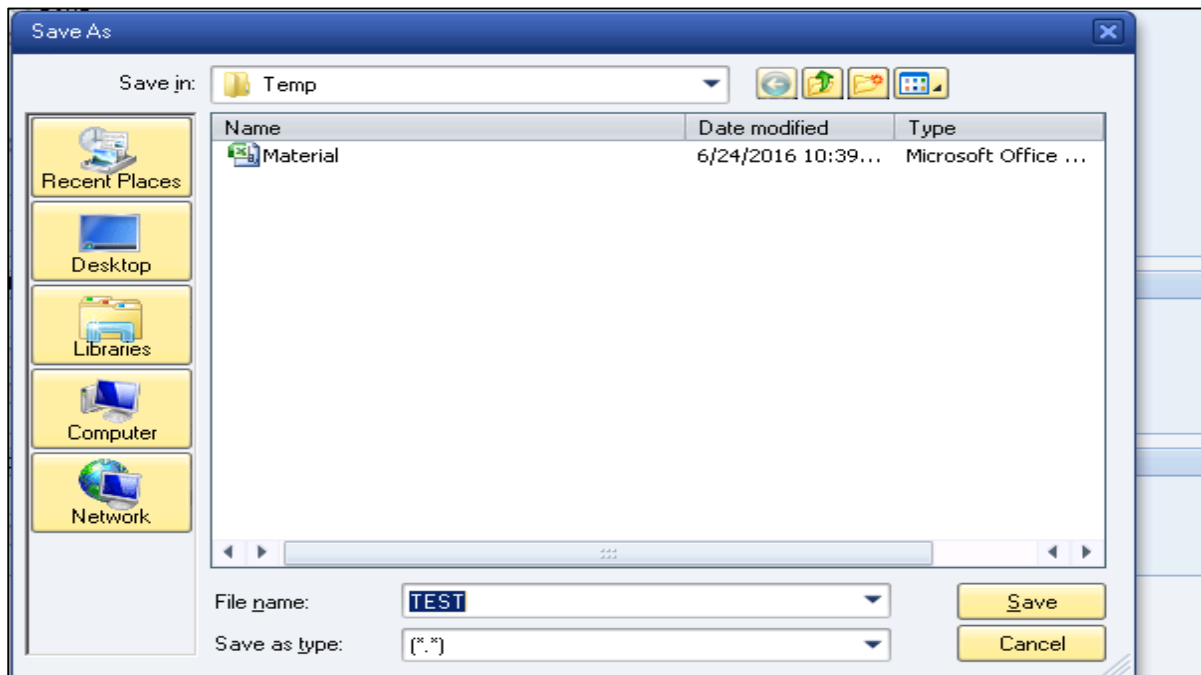 Save As
Save in: Temp
Name Date modified Type
Material 6/24/2016 10:39... Microsoft Office ...
Recent Places
Desktop
Libraries
Computer
Network
File name: TEST Save
Save as type: (*.*) Cancel